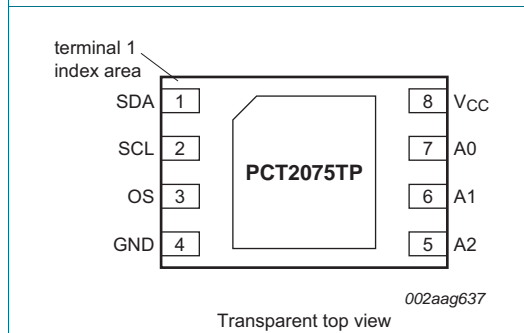 terminal 1
index area
SDA 1 8 VCC
SCL 2 7 A0
PCT2075TP
OS 3 6 A1
GND 4 5 A2
002aag637
Transparent top view